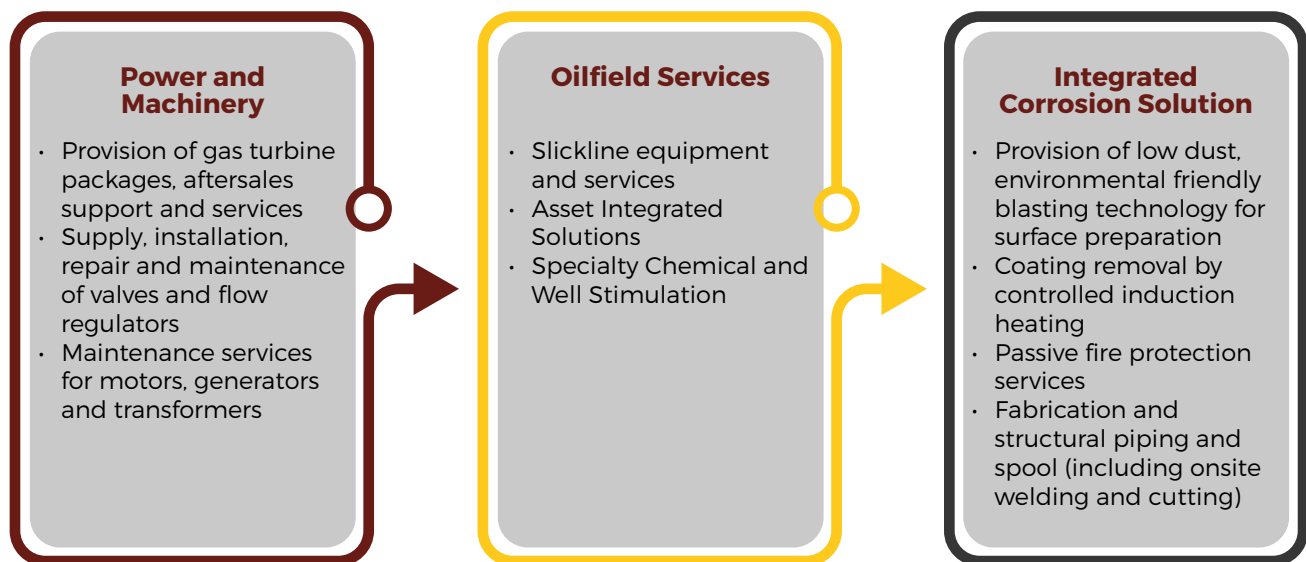 Power and
Machinery
• Provision of gas turbine
packages, aftersales
support and services
• Supply, installation,
repair and maintenance
of valves and flow
regulators
• Maintenance services
for motors, generators
and transformers
Oilfield Services
• Slickline equipment
and services
• Asset Integrated
Solutions
• Specialty Chemical and
Well Stimulation
Integrated
Corrosion Solution
• Provision of low dust,
environmental friendly
blasting technology for
surface preparation
• Coating removal by
controlled induction
heating
• Passive fire protection
services
• Fabrication and
structural piping and
spool (including onsite
welding and cutting)